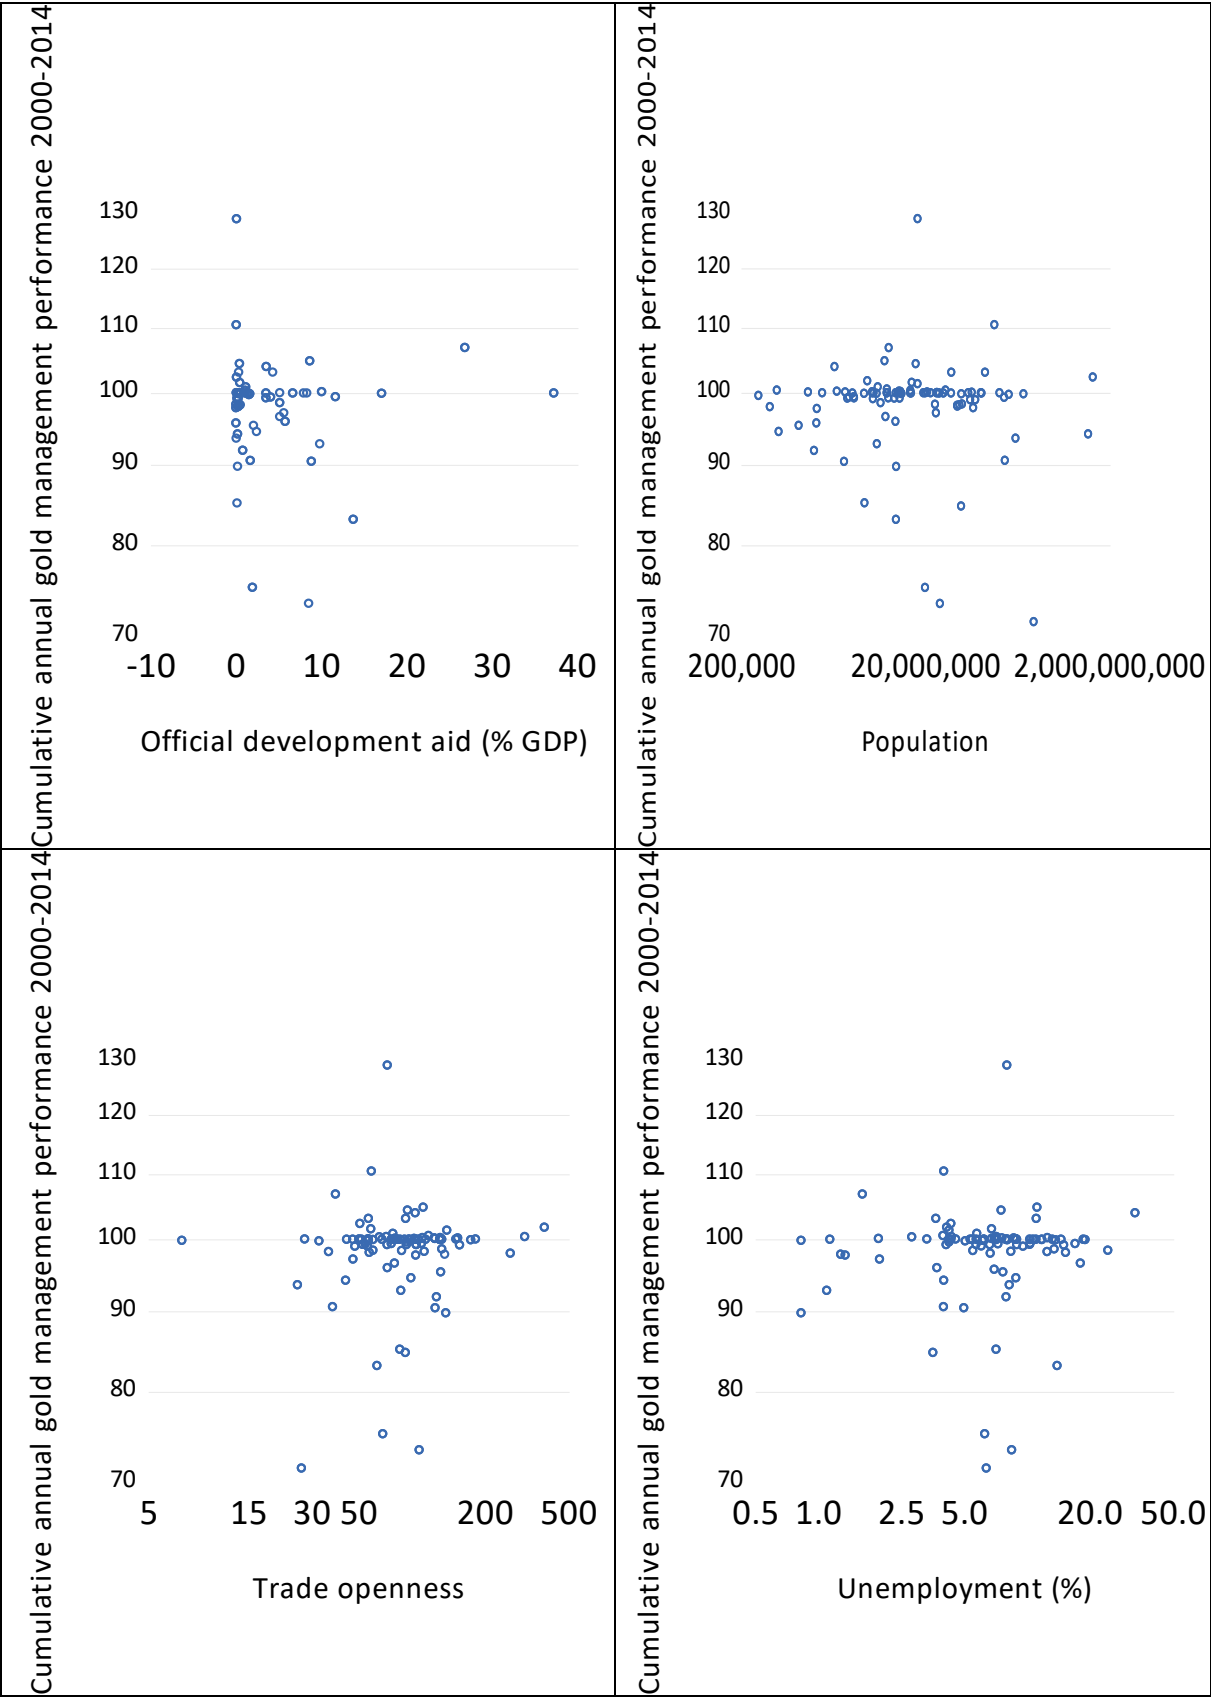 Cumulative annual gold management performance 2000-2014
130
120
110
100
90
80
70
-10 0 10 20 30 40
Official development aid (% GDP)
Cumulative annual gold management performance 2000-2014
130
120
110
100
90
80
70
200,000 20,000,000 2,000,000,000
Population
Cumulative annual gold management performance 2000-2014
130
120
110
100
90
80
70
5 15 30 50 200 500
Trade openness
Cumulative annual gold management performance 2000-2014
130
120
110
100
90
80
70
0.5 1.0 2.5 5.0 20.0 50.0
Unemployment (%)